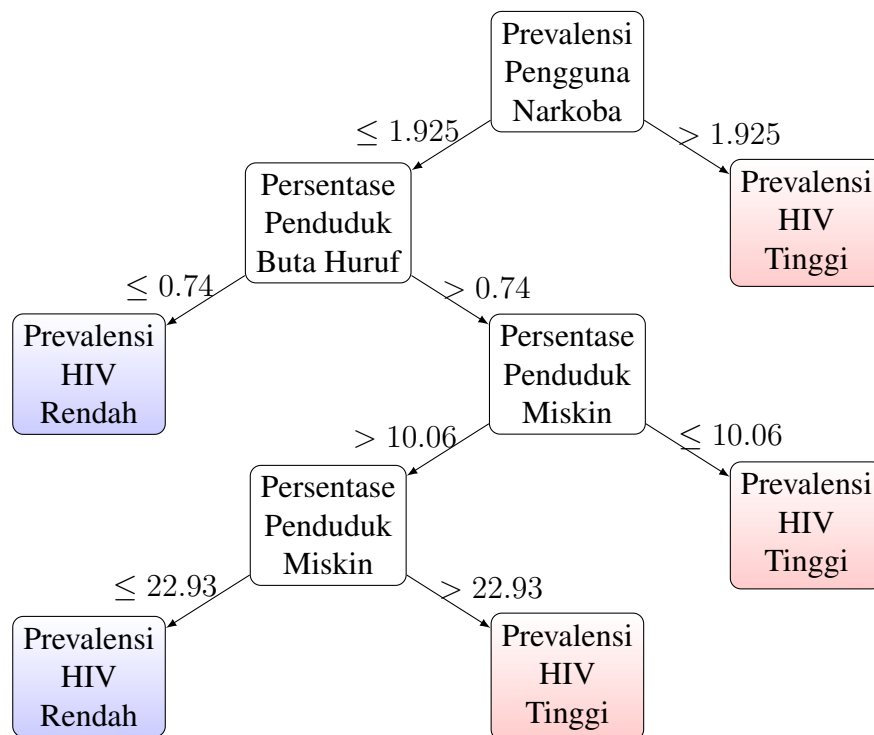 Prevalensi
Pengguna
Narkoba
≤ 1.925
> 1.925
Persentase
Penduduk
Buta Huruf
Prevalensi
HIV
Tinggi
≤ 0.74
> 0.74
Prevalensi
HIV
Rendah
Persentase
Penduduk
Miskin
> 10.06
≤ 10.06
Persentase
Penduduk
Miskin
Prevalensi
HIV
Tinggi
≤ 22.93
> 22.93
Prevalensi
HIV
Rendah
Prevalensi
HIV
Tinggi